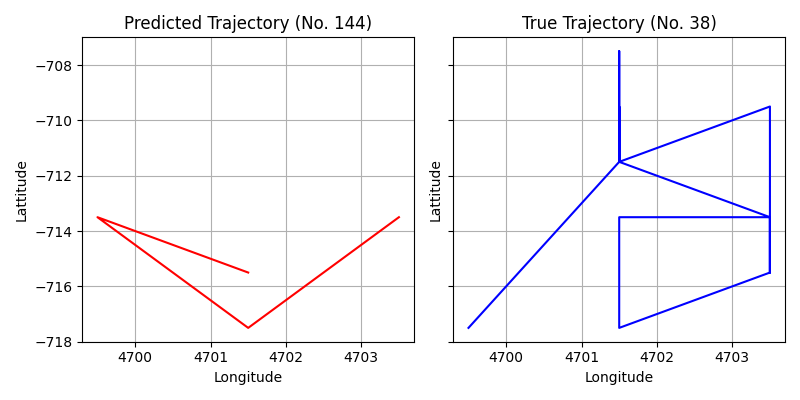 Predicted Trajectory (No. 144)
True Trajectory (No. 38)
−708
−710
−712
−714
−716
−718
Lattitude
Lattitude
4700
4701
4702
4703
4700
4701
4702
4703
Longitude
Longitude